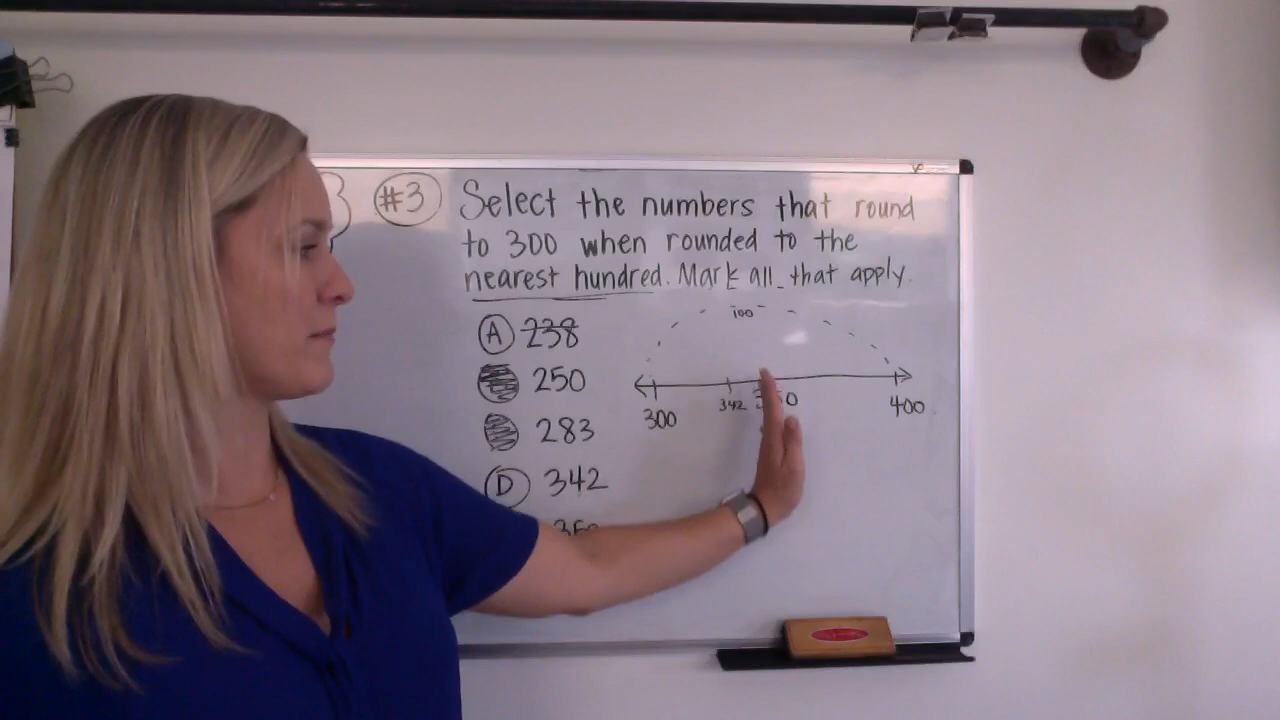 #3 Select the numbers that round
to 300 when rounded to the
nearest hundred. Mark all that apply.
A 238
100
250
300 342 400
283
D 342